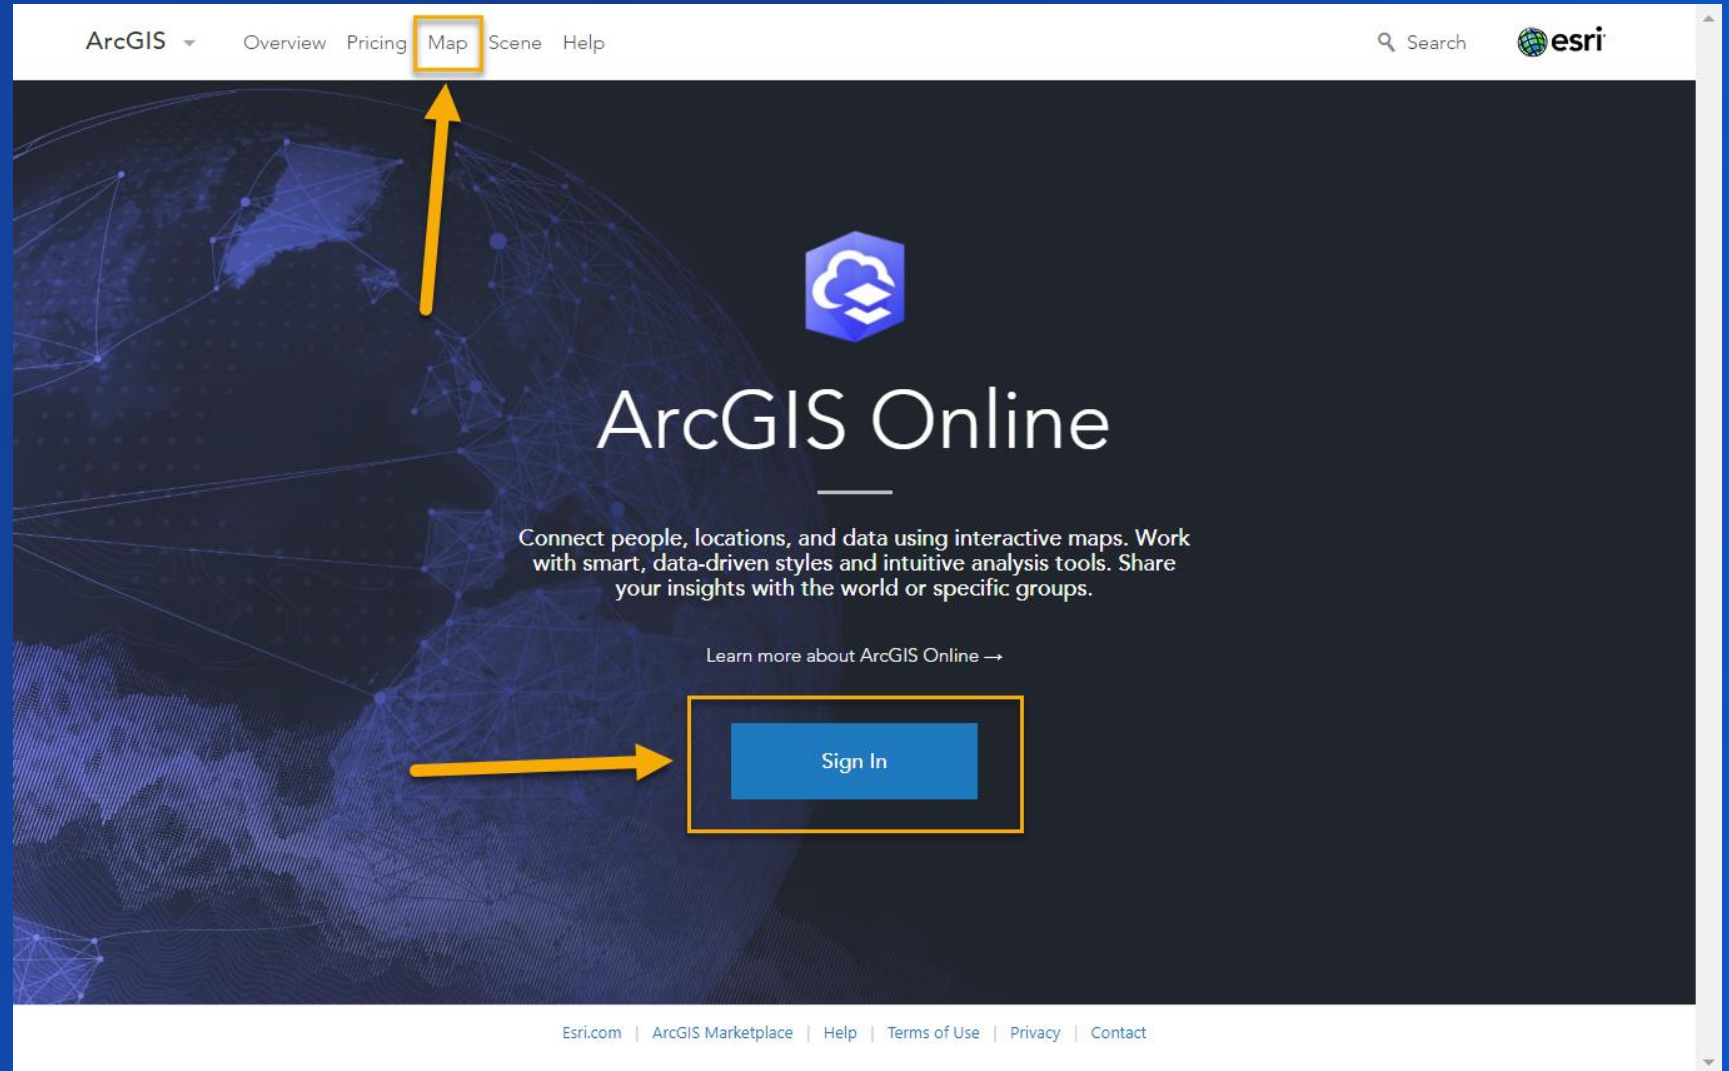 ArcGIS Overview Pricing Map Scene Help Search esri
ArcGIS Online
Connect people, locations, and data using interactive maps. Work
with smart, data-driven styles and intuitive analysis tools. Share
your insights with the world or specific groups.
Learn more about ArcGIS Online →
Sign In
Esri.com | ArcGIS Marketplace | Help | Terms of Use | Privacy | Contact